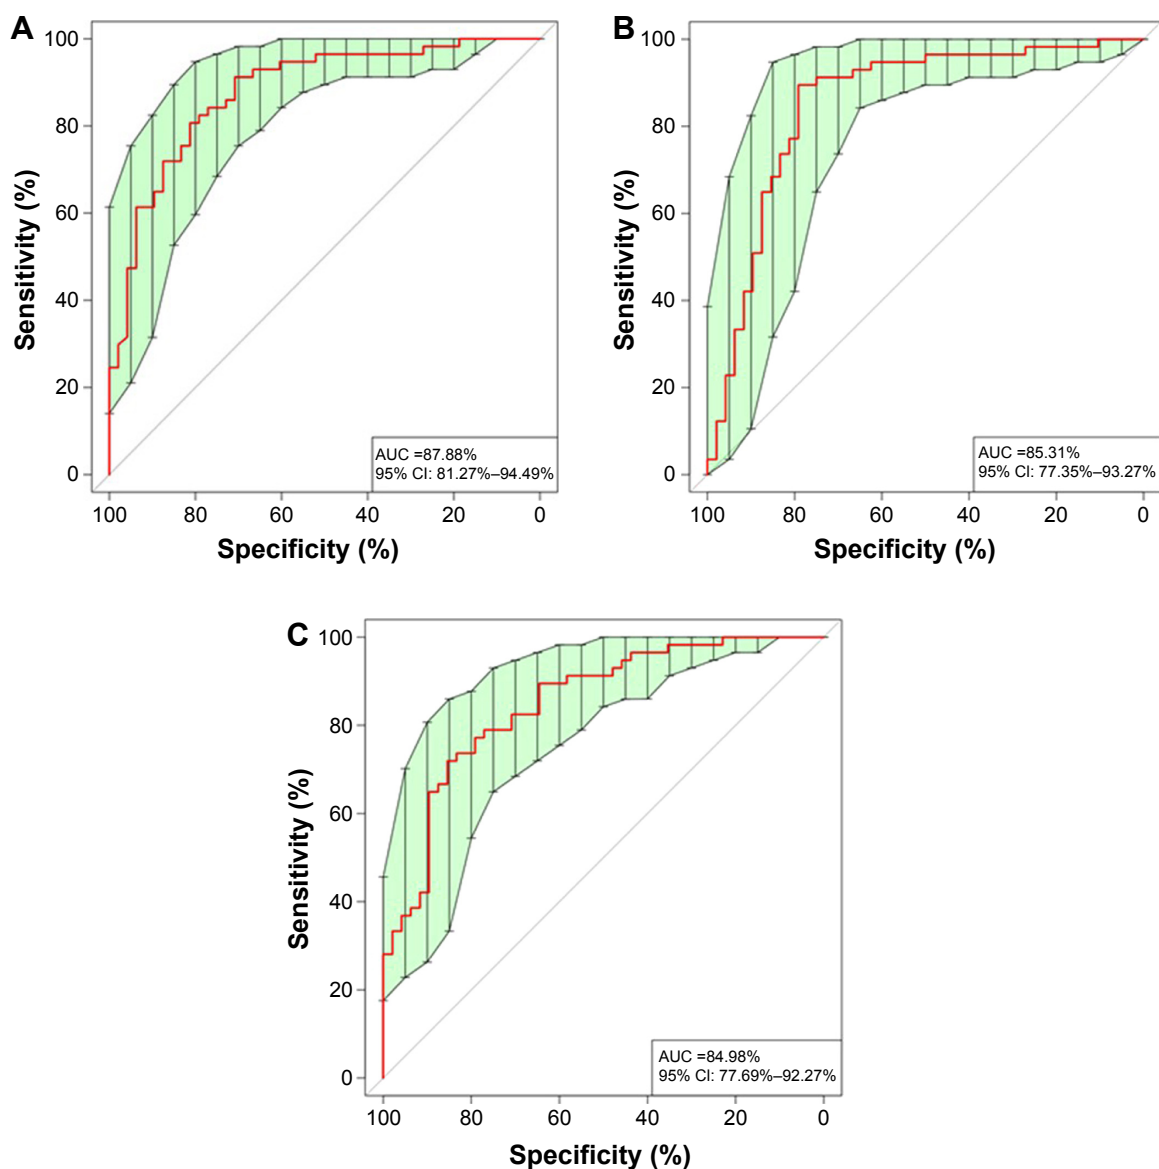 A
100
80
60
40
20
0
Sensitivity (%)
AUC =87.88%
95% CI: 81.27%–94.49%
100 80 60 40 20 0
Specificity (%)
B
100
80
60
40
20
0
Sensitivity (%)
AUC =85.31%
95% CI: 77.35%–93.27%
100 80 60 40 20 0
Specificity (%)
C
100
80
60
40
20
0
Sensitivity (%)
AUC =84.98%
95% CI: 77.69%–92.27%
100 80 60 40 20 0
Specificity (%)